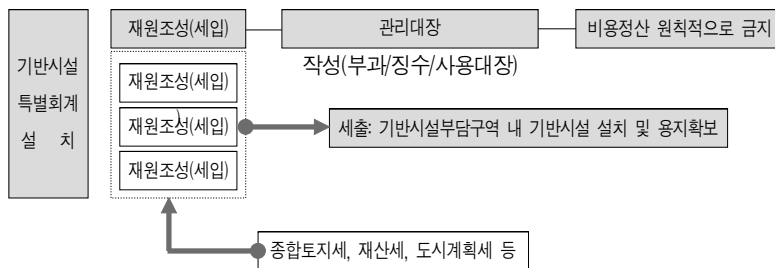 기반시설
특별회계
설 치
재원조성(세입)
관리대장
비용정산 원칙적으로 금지
작성(부과/징수/사용대장)
재원조성(세입)
재원조성(세입)
)
재원조성(세입)
세출: 기반시설부담구역 내 기반시설 설치 및 용지확보
종합토지세, 재산세, 도시계획세 등